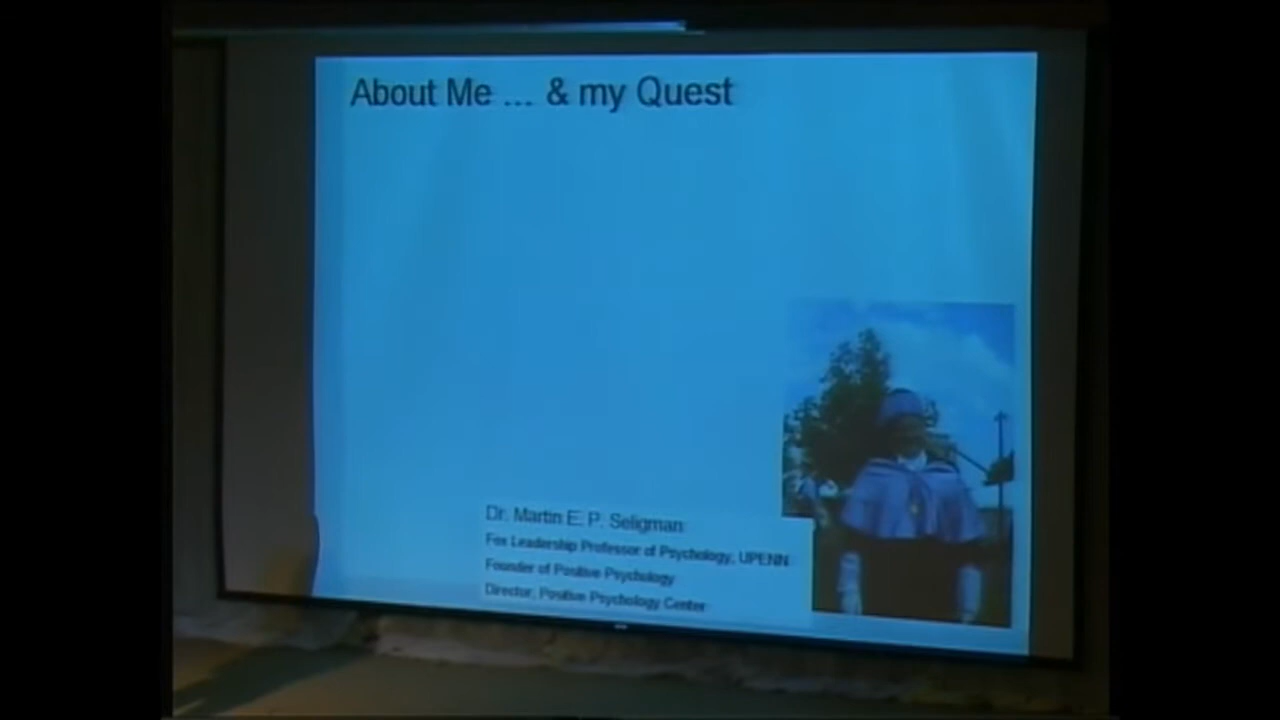 About Me ... & my Quest
Dr. Martin E. P. Seligman
Fox Leadership Professor of Psychology, UPENN
Founder of Positive Psychology
Director, Positive Psychology Center